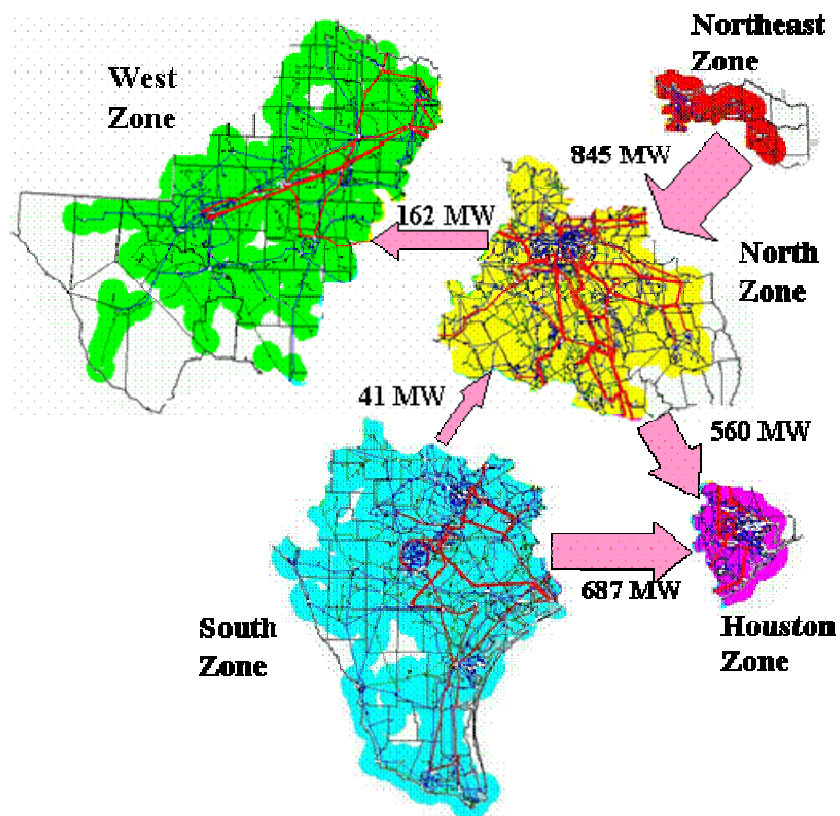 Northeast
Zone
West
Zone
845 MW
162 MW
North
Zone
41 MW
560 MW
687 MW
South
Zone
Houston
Zone